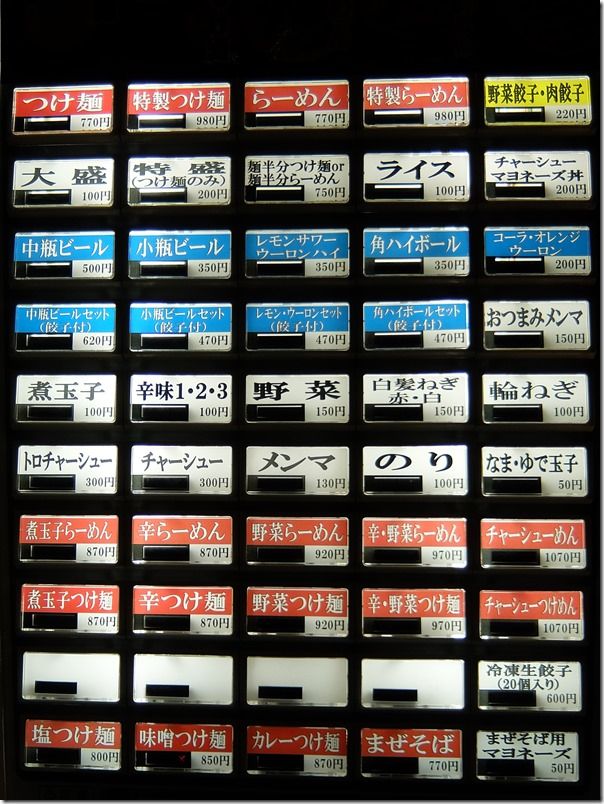 つけ麺
770円
特製つけ麺
980円
らーめん
770円
特製らーめん
980円
野菜餃子・肉餃子
220円
大盛
100円
特盛
(つけ麺のみ)
200円
麺半分つけ麺or
麺半分らーめん
750円
ライス
100円
チャーシュー
マヨネーズ丼
200円
中瓶ビール
500円
小瓶ビール
350円
レモンサワー
ウーロンハイ
350円
角ハイボール
350円
コーラ・オレンジ
ウーロン
200円
中瓶ビールセット
(餃子付)
620円
小瓶ビールセット
(餃子付)
470円
レモン・ウーロンセット
(餃子付)
470円
角ハイボールセット
(餃子付)
470円
おつまみメンマ
150円
煮玉子
100円
辛味1・2・3
100円
野菜
150円
白髪ねぎ
赤・白
150円
輪ねぎ
100円
トロチャーシュー
300円
チャーシュー
300円
メンマ
130円
のり
100円
なま・ゆで玉子
50円
煮玉子らーめん
870円
辛らーめん
870円
野菜らーめん
920円
辛・野菜らーめん
970円
チャーシューめん
1070円
煮玉子つけ麺
870円
辛つけ麺
870円
野菜つけ麺
920円
辛・野菜つけ麺
970円
チャーシューつけめん
1070円
冷凍生餃子
(20個入り)
600円
塩つけ麺
800円
味噌つけ麺
850円
カレーつけ麺
870円
まぜそば
770円
まぜそば用
マヨネーズ
50円